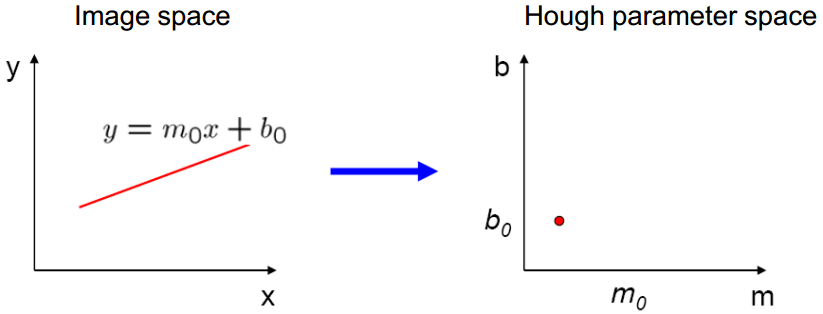 Image space
Hough parameter space
y
y = m₀x + b₀
x
b
b₀
m₀
m